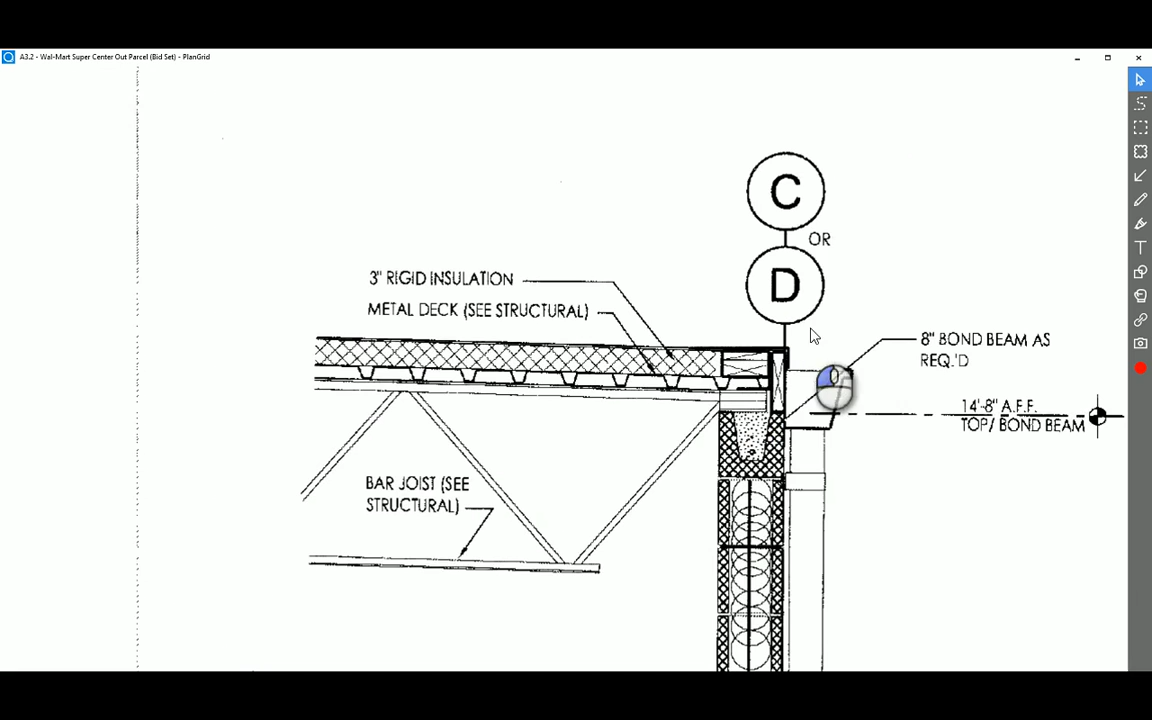 A3.2 - Wal-Mart Super Center Out Parcel (Bid Set) - PlanGrid
C
OR
D
3" RIGID INSULATION
METAL DECK (SEE STRUCTURAL)
8" BOND BEAM AS
REQ.'D
14'-8" A.F.F.
TOP/ BOND BEAM
BAR JOIST (SEE
STRUCTURAL)
T